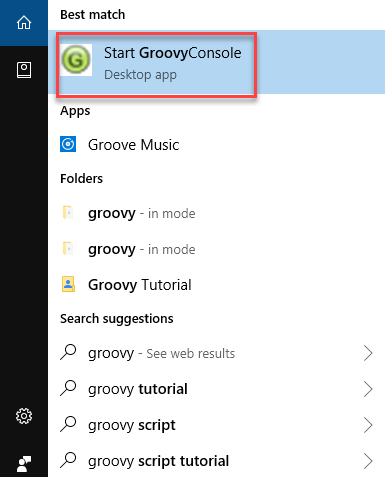 Best match
Start GroovyConsole
Desktop app
Apps
Groove Music
Folders
groovy - in mode
groovy - in mode
Groovy Tutorial
Search suggestions
groovy - See web results
groovy tutorial
groovy script
groovy script tutorial